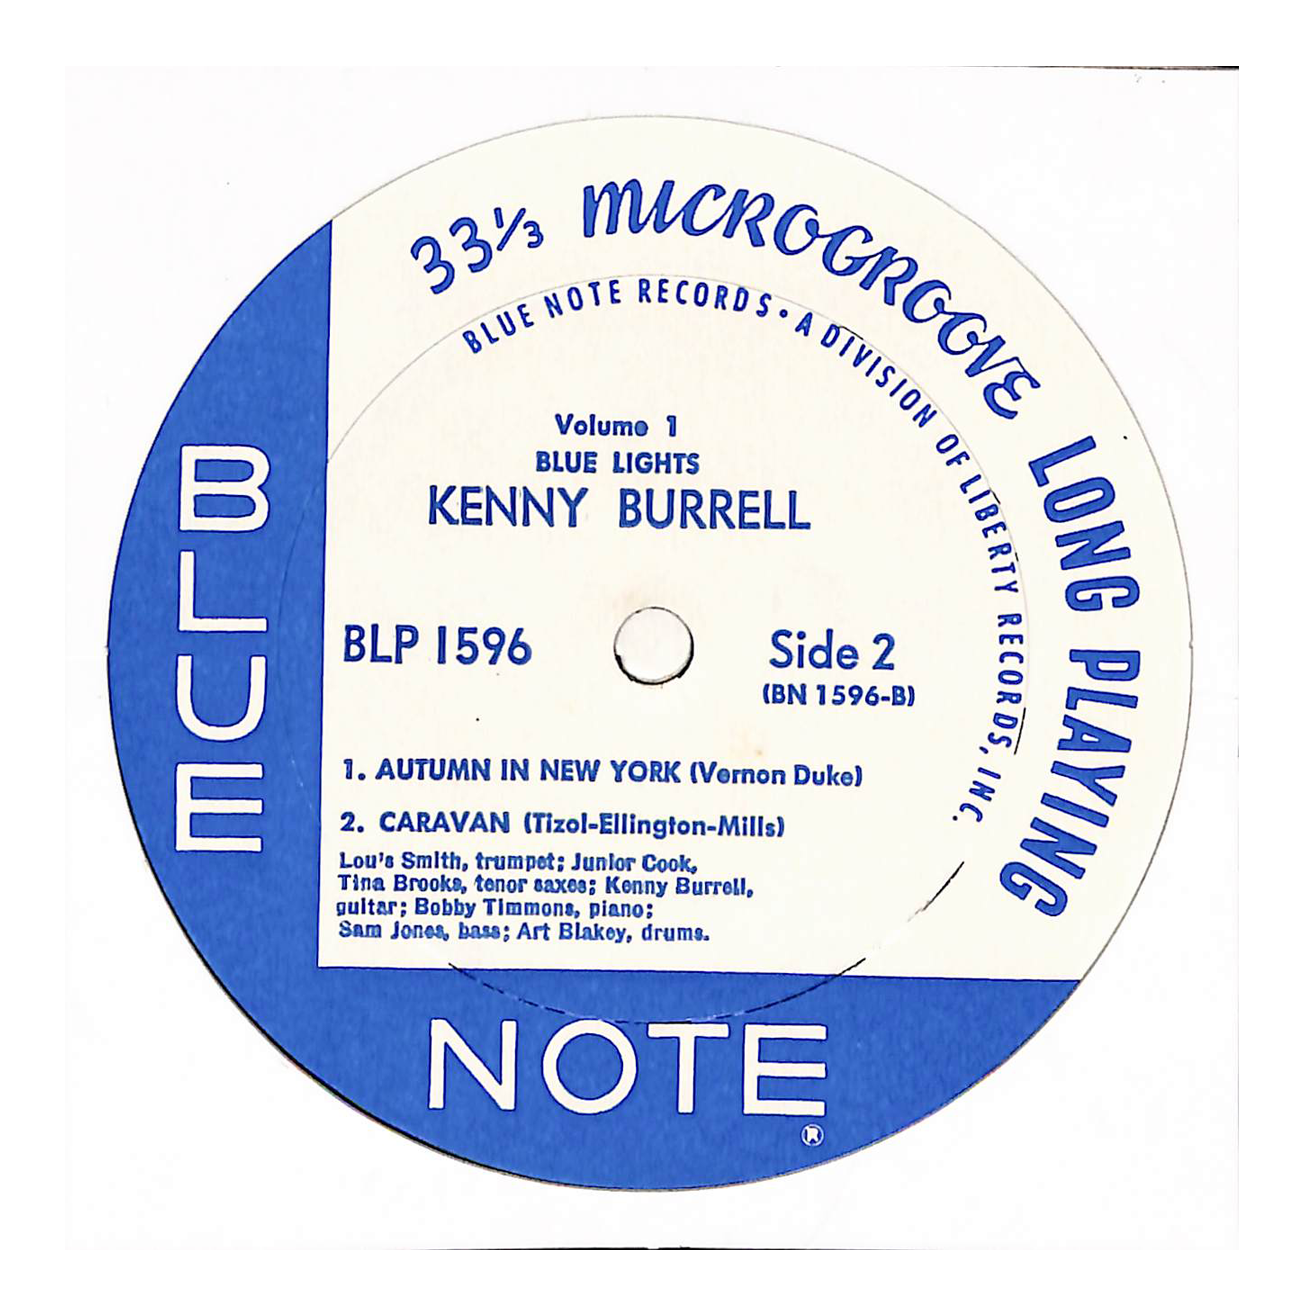 33⅓ MICROGROOVE LONG PLAYING
BLUE NOTE RECORDS • A DIVISION OF LIBERTY RECORDS, INC.
Volume 1
BLUE LIGHTS
KENNY BURRELL
BLP 1596
Side 2
(BN 1596-B)
1. AUTUMN IN NEW YORK (Vernon Duke)
2. CARAVAN (Tizol-Ellington-Mills)
Lou's Smith, trumpet; Junior Cook,
Tina Brooks, tenor saxes; Kenny Burrell,
guitar; Bobby Timmons, piano;
Sam Jones, bass; Art Blakey, drums.
BLUE
NOTE
®